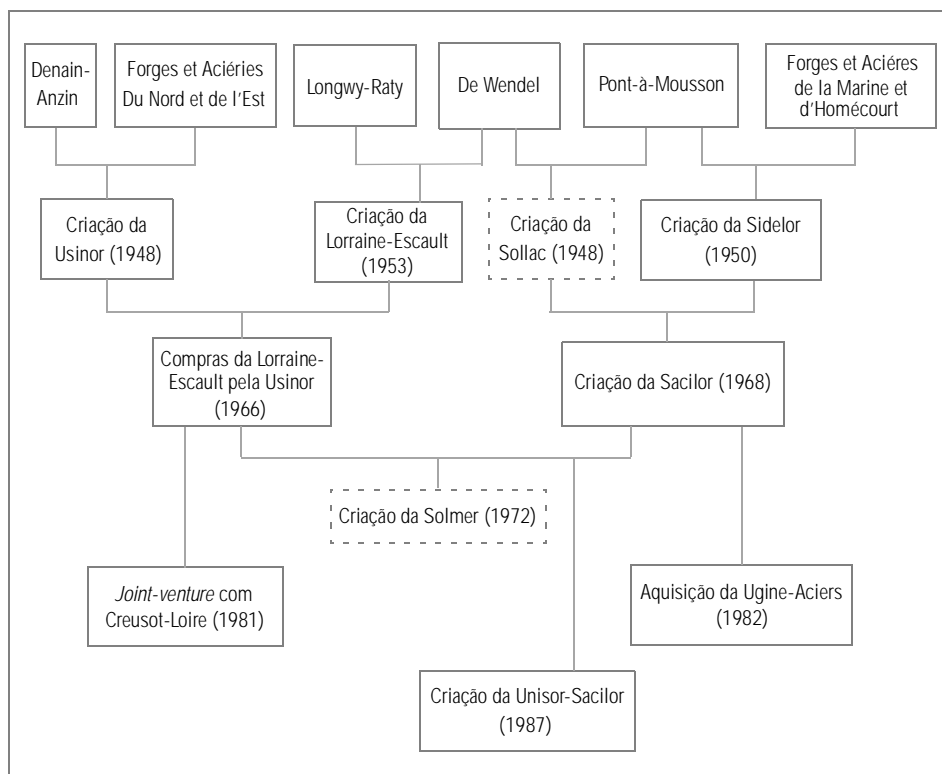 Denain-
Anzin
Forges et Aciéries
Du Nord et de l'Est
Longwy-Raty
De Wendel
Pont-à-Mousson
Forges et Aciéres
de la Marine et
d'Homécourt
Criação da
Usinor (1948)
Criação da
Lorraine-Escault
(1953)
Criação da
Sollac (1948)
Criação da Sidelor
(1950)
Compras da Lorraine-
Escault pela Usinor
(1966)
Criação da Sacilor (1968)
Criação da Solmer (1972)
Joint-venture com
Creusot-Loire (1981)
Aquisição da Ugine-Aciers
(1982)
Criação da Unisor-Sacilor
(1987)